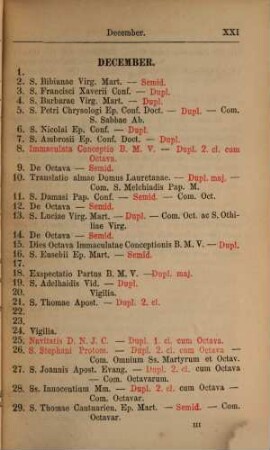 December. XXI
DECEMBER.
1.
2. S. Bibianae Virg. Mart. — Semid.
3. S. Francisci Xaverii Conf. — Dupl.
4. S. Barbarae Virg. Mart. — Dupl.
5. S. Petri Chrysologi Ep. Conf. Doct. — Dupl. — Com.
S. Sabbae Ab.
6. S. Nicolai Ep. Conf. — Dupl.
7. S. Ambrosii Ep. Conf. Doct. — Dupl.
8. Immaculata Conceptio B. M. V. — Dupl. 2. cl. cum
Octava.
9. De Octava — Semid.
10. Translatio almae Domus Lauretanae. — Dupl. maj. —
Com. S. Melchiadis Pap. M.
11. S. Damasi Pap. Conf. — Semid. — Com. Oct.
12. De Octava — Semid.
13. S. Luciae Virg. Mart. — Dupl. — Com. Oct. ac S. Othi-
liae Virg.
14. De Octava — Semid.
15. Dies Octava Immaculatae Conceptionis B. M. V. — Dupl.
16. S. Eusebii Ep. Mart. — Semid.
17.
18. Exspectatio Partus B. M. V. — Dupl. maj.
19. S. Adelhaidis Vid. — Dupl.
20. Vigilia.
21. S. Thomae Apost. — Dupl. 2. cl.
22.
23.
24. Vigilia.
25. Nativitatis D. N. J. C. — Dupl. 1. cl. cum Octava.
26. S. Stephani Protom. — Dupl. 2. cl. cum Octava —
Com. Omnium Ss. Martyrum et Octav.
27. S. Joannis Apost. Evang. — Dupl. 2. cl. cum Octava
— Com. Octavarum.
28. Ss. Innocentium Mm. — Dupl. 2. cl. cum Octava —
Com. Octavar.
29. S. Thomae Cantuarien. Ep. Mart. — Semid. — Com.
Octavar.
III